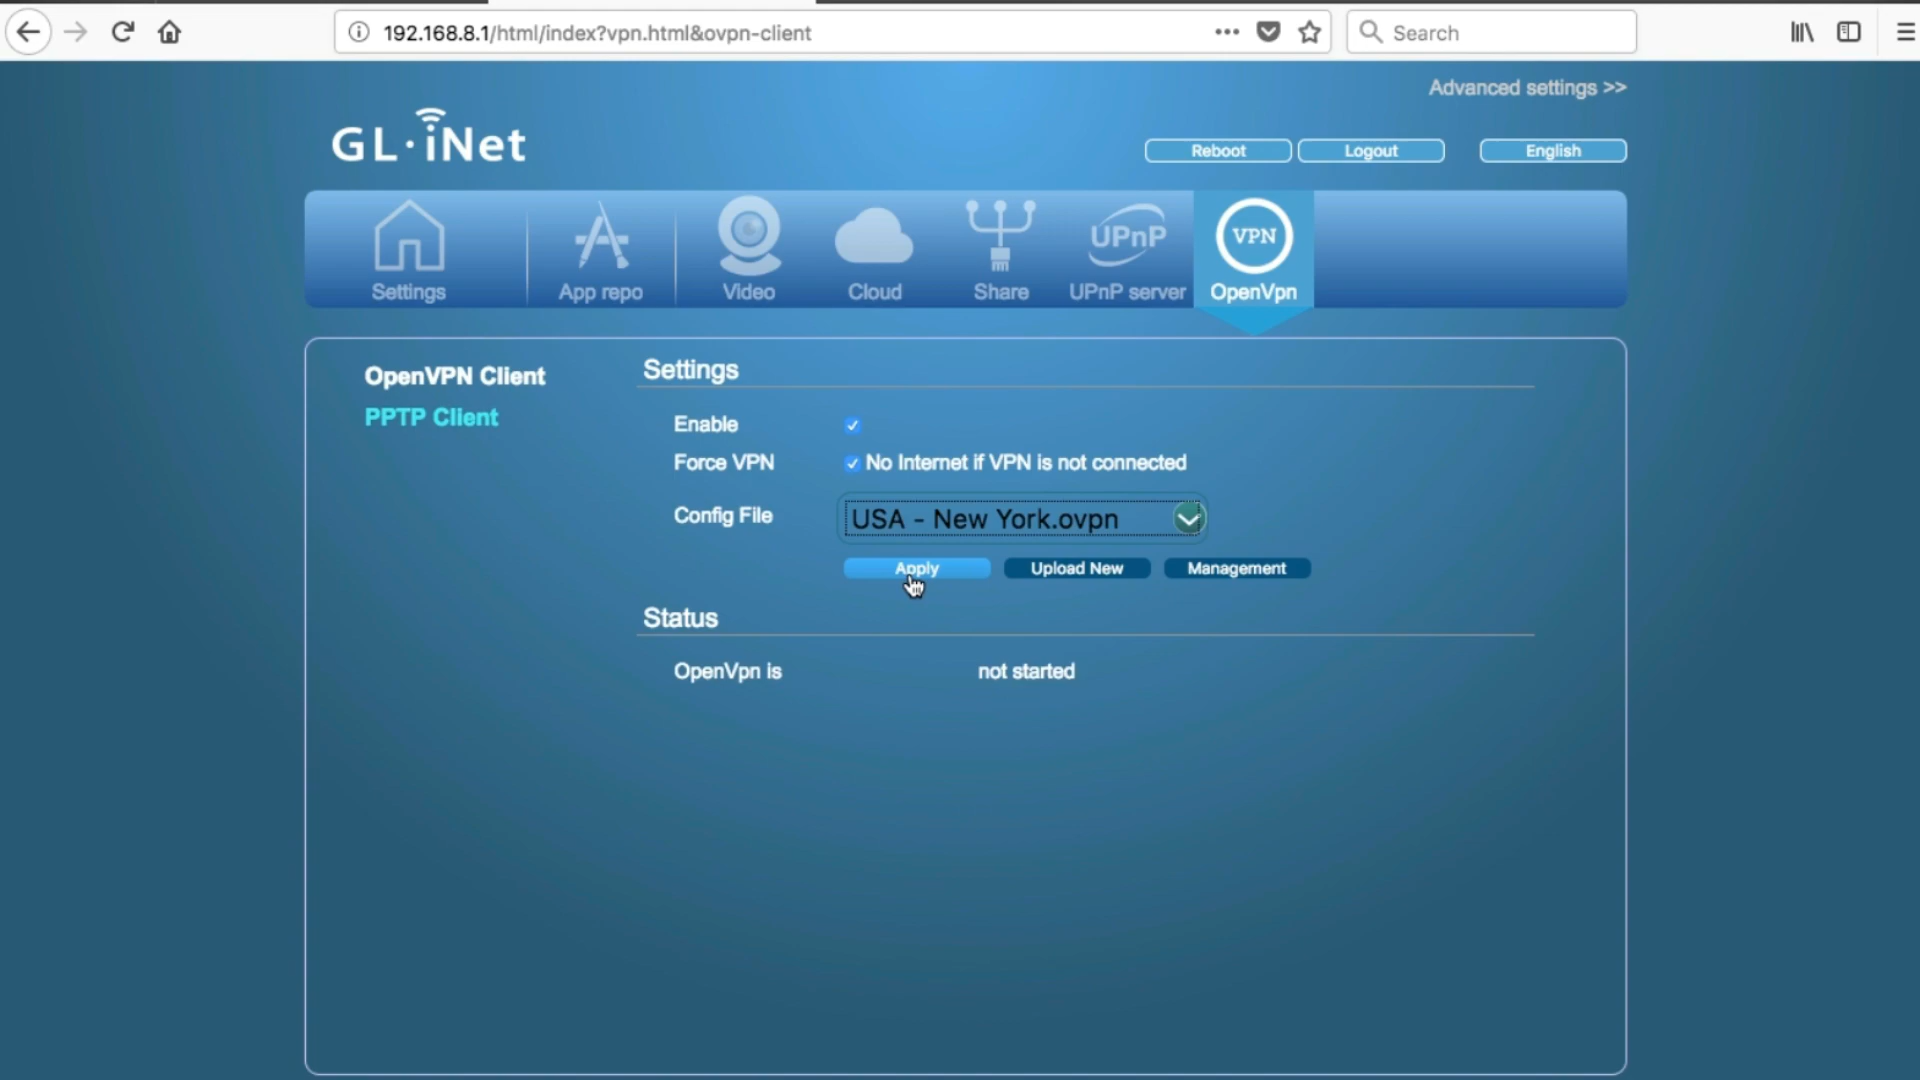 192.168.8.1/html/index?vpn.html&ovpn-client
Search
Advanced settings >>
GL·iNet
Reboot
Logout
English
Settings
App repo
Video
Cloud
Share
UPnP
UPnP server
VPN
OpenVpn
OpenVPN Client
PPTP Client
Settings
Enable
Force VPN
No Internet if VPN is not connected
Config File
USA - New York.ovpn
Apply
Upload New
Management
Status
OpenVpn is not started